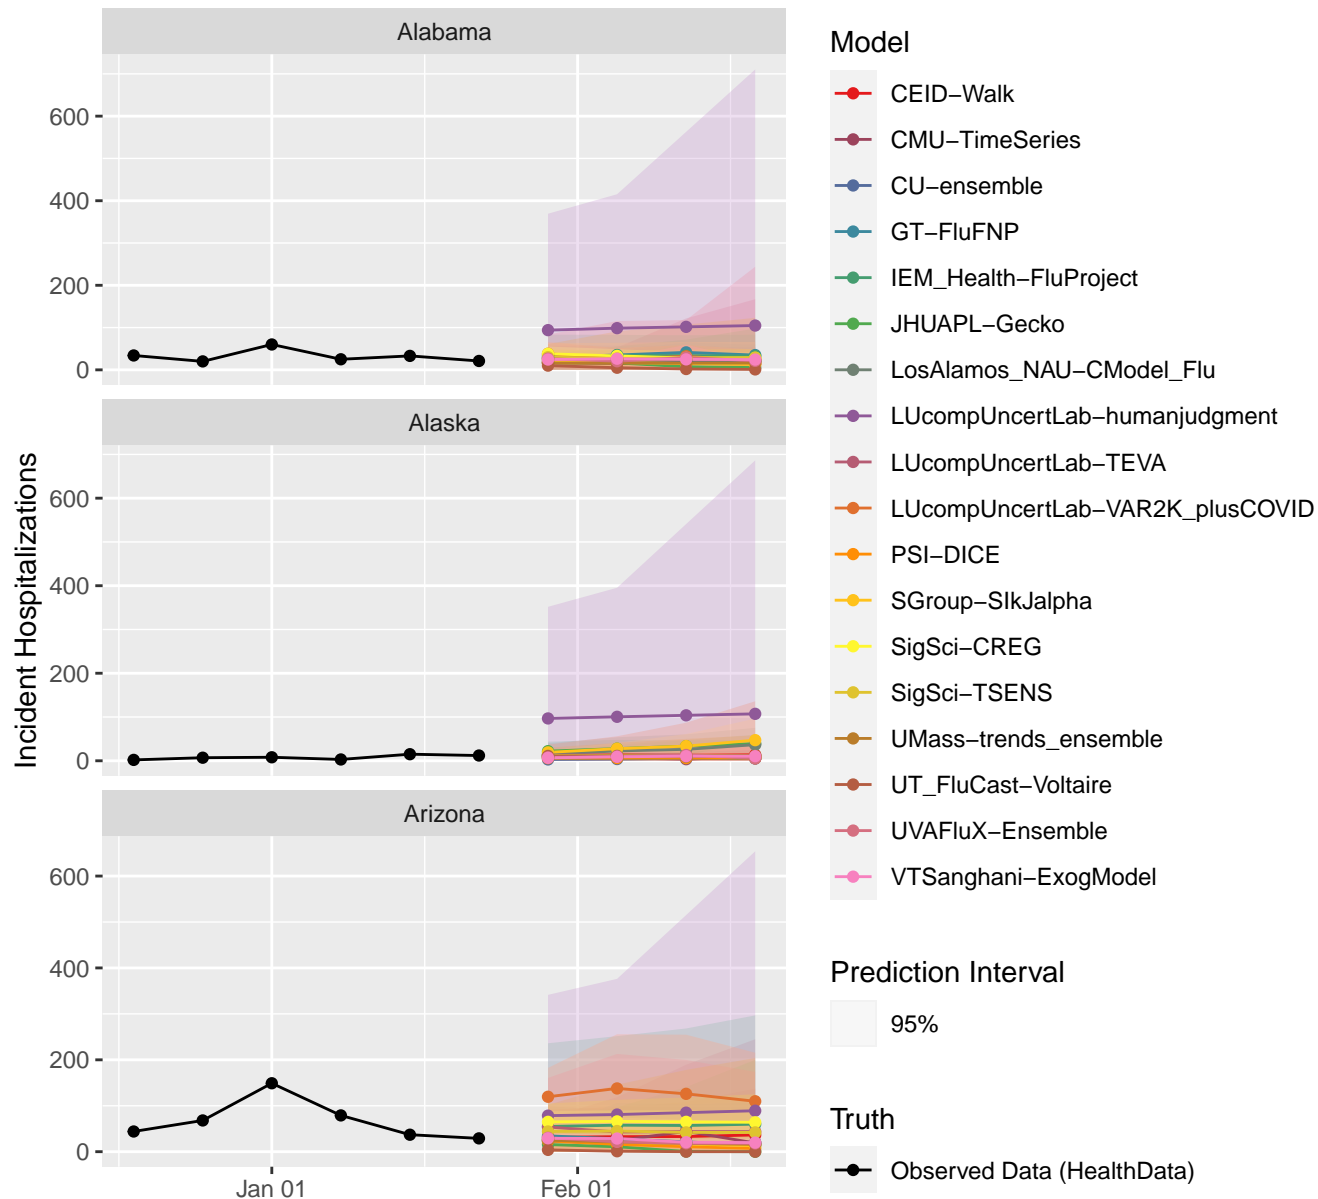 Alabama
600
400
200
0
Alaska
600
400
200
0
Arizona
600
400
200
0
Jan 01
Feb 01
Incident Hospitalizations
Model
CEID−Walk
CMU−TimeSeries
CU−ensemble
GT−FluFNP
IEM_Health−FluProject
JHUAPL−Gecko
LosAlamos_NAU−CModel_Flu
LUcompUncertLab−humanjudgment
LUcompUncertLab−TEVA
LUcompUncertLab−VAR2K_plusCOVID
PSI−DICE
SGroup−SIkJalpha
SigSci−CREG
SigSci−TSENS
UMass−trends_ensemble
UT_FluCast−Voltaire
UVAFluX−Ensemble
VTSanghani−ExogModel
Prediction Interval
95%
Truth
Observed Data (HealthData)